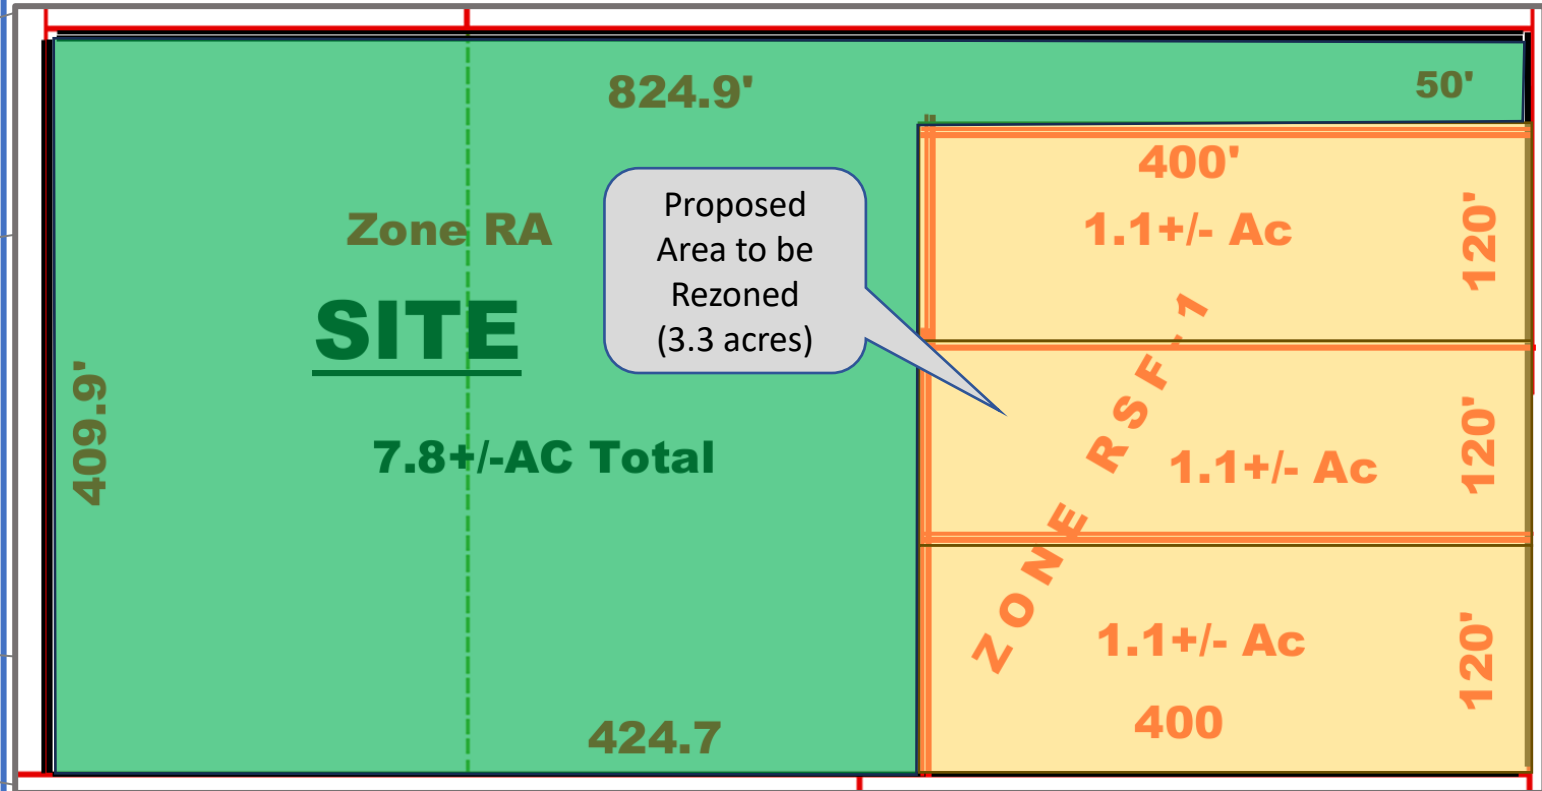 824.9'
50'
400'
Zone RA
Proposed
Area to be
Rezoned
(3.3 acres)
1.1+/- Ac
120'
SITE
ZONE RSF-1
409.9'
7.8+/-AC Total
1.1+/- Ac
120'
1.1+/- Ac
120'
424.7
400